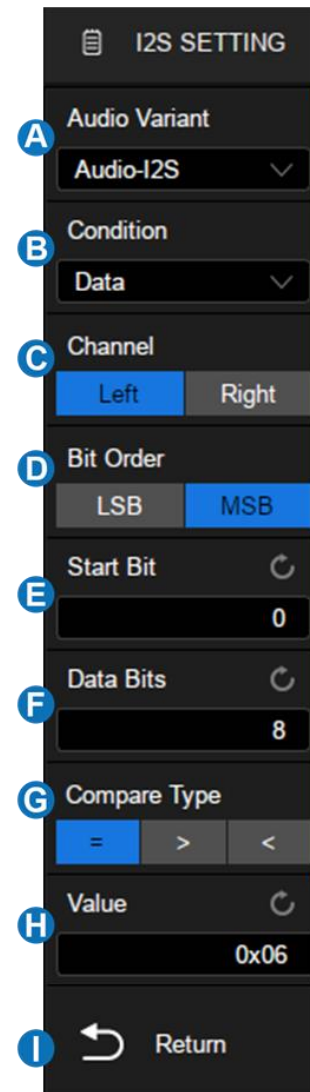 I2S SETTING
A Audio Variant
Audio-I2S
B Condition
Data
C Channel
Left Right
D Bit Order
LSB MSB
E Start Bit
0
F Data Bits
8
G Compare Type
= > <
H Value
0x06
I Return